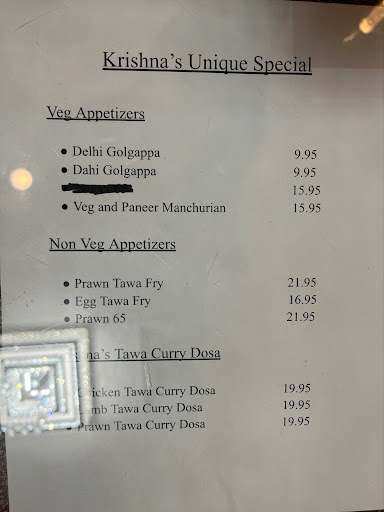 Krishna's Unique Special
Veg Appetizers
• Delhi Golgappa 9.95
• Dahi Golgappa 9.95
15.95
• Veg and Paneer Manchurian 15.95
Non Veg Appetizers
• Prawn Tawa Fry 21.95
• Egg Tawa Fry 16.95
• Prawn 65 21.95
Tawa Curry Dosa
Tawa Curry Dosa 19.95
Tawa Curry Dosa 19.95
• Prawn Tawa Curry Dosa 19.95